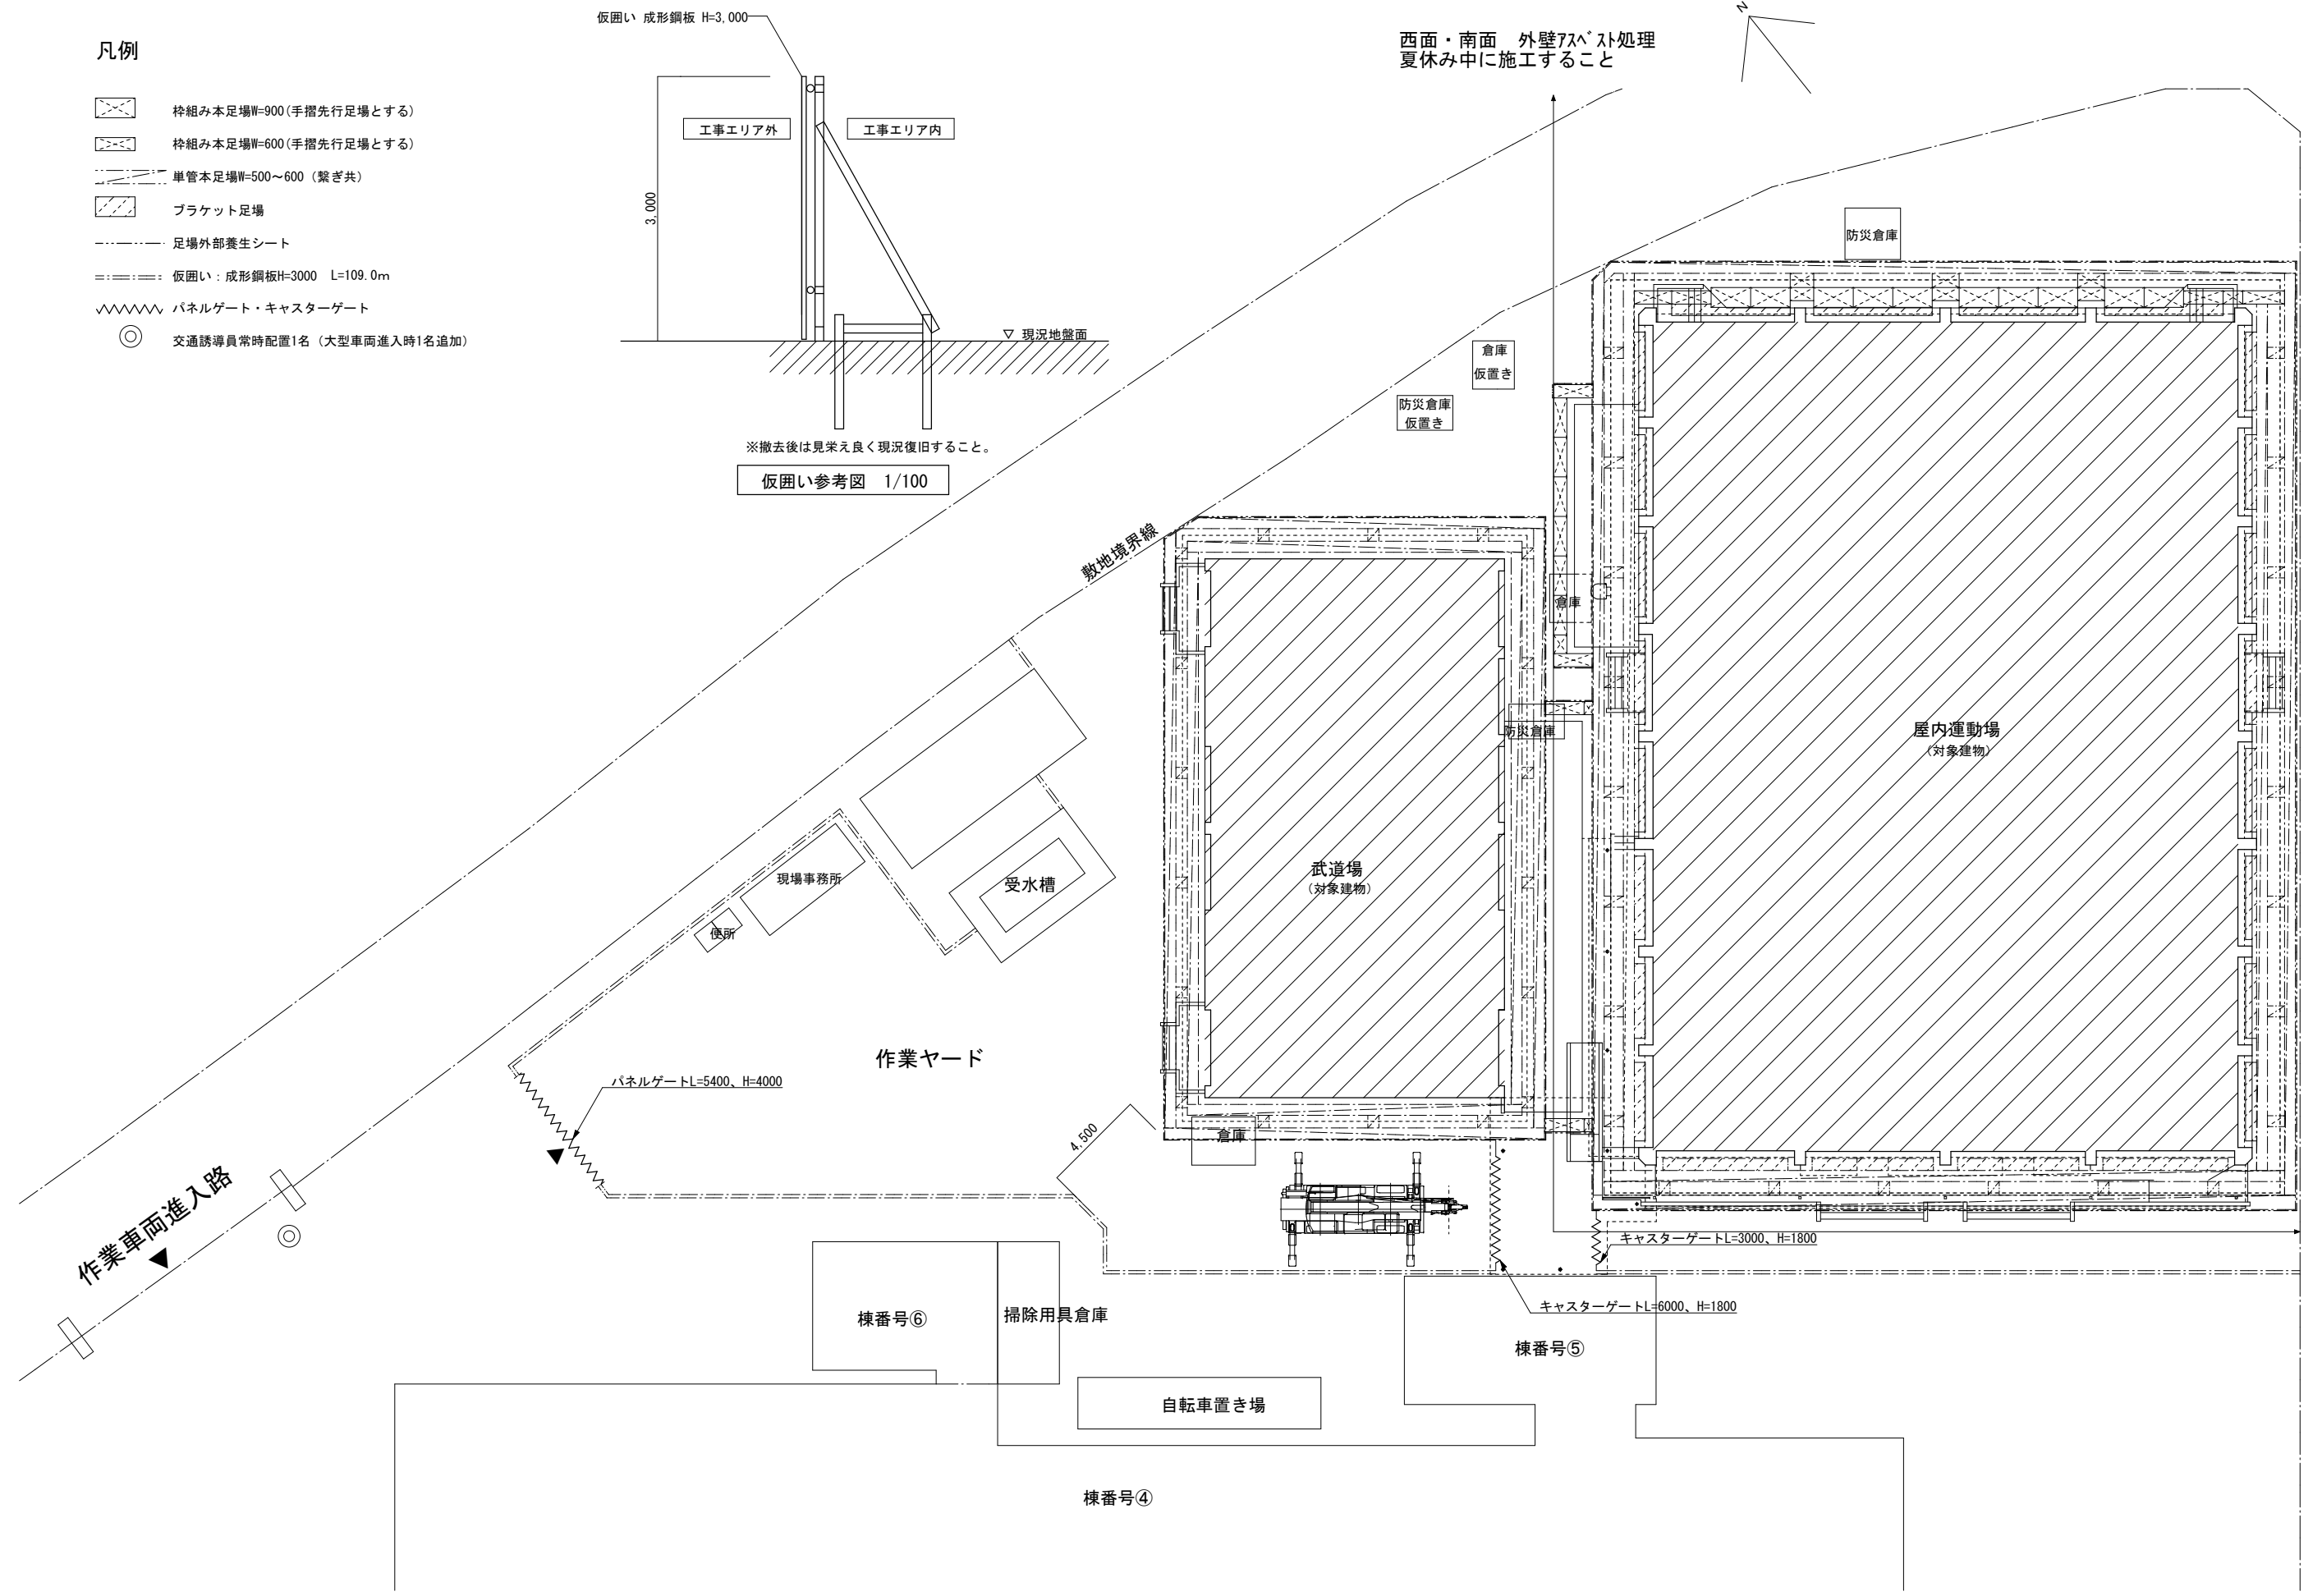 凡例
枠組み本足場W=900(手摺先行足場とする)
枠組み本足場W=600(手摺先行足場とする)
単管本足場W=500～600（繋ぎ共）
ブラケット足場
足場外部養生シート
仮囲い：成形鋼板H=3000　L=109.0m
パネルゲート・キャスターゲート
交通誘導員常時配置1名（大型車両進入時1名追加）
仮囲い 成形鋼板 H=3,000
工事エリア外
工事エリア内
3,000
▽ 現況地盤面
※撤去後は見栄え良く現況復旧すること。
仮囲い参考図　1/100
西面・南面　外壁ｱｽﾍﾞｽﾄ処理
夏休み中に施工すること
N
防災倉庫
倉庫
仮置き
防災倉庫
仮置き
敷地境界線
倉庫
防災倉庫
屋内運動場
(対象建物)
武道場
(対象建物)
現場事務所
受水槽
便所
作業ヤード
パネルゲートL=5400、H=4000
4,500
倉庫
作業車両進入路
キャスターゲートL=3000、H=1800
キャスターゲートL=6000、H=1800
棟番号⑥
掃除用具倉庫
棟番号⑤
自転車置き場
棟番号④